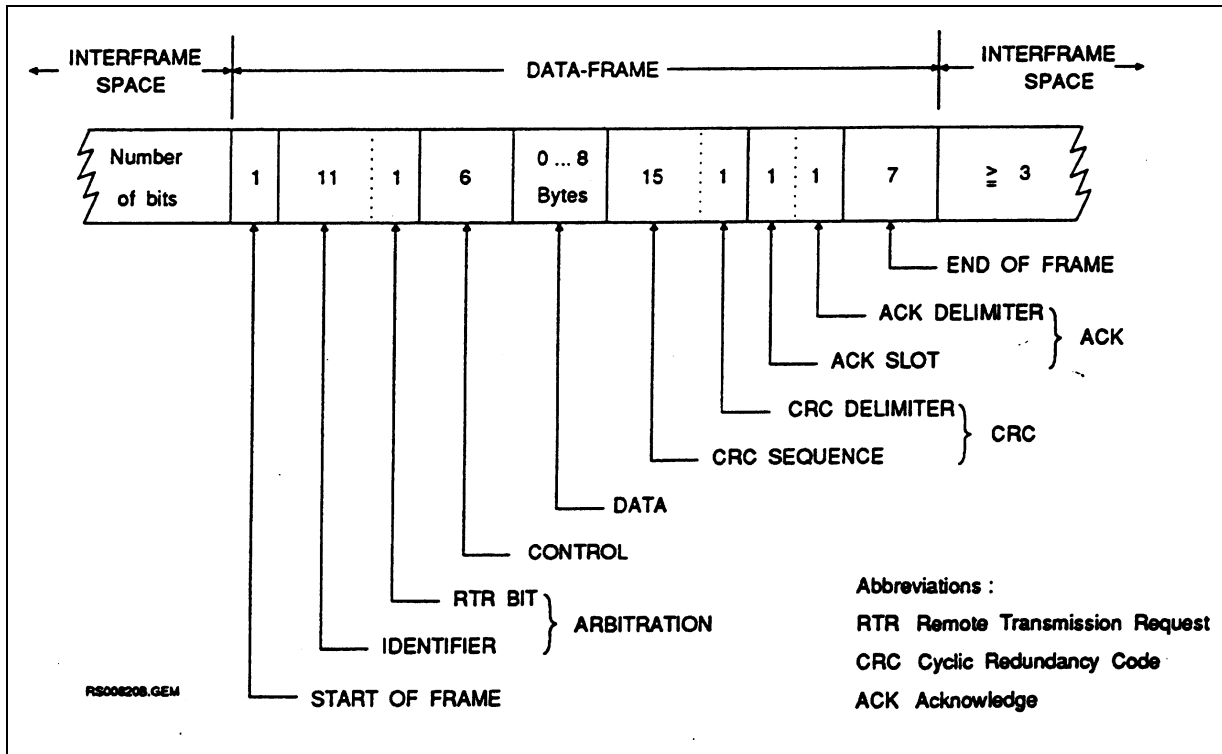 INTERFRAME
SPACE
DATA-FRAME
INTERFRAME
SPACE
Number
of bits
1
11
1
6
0 ... 8
Bytes
15
1
1
1
7
≧ 3
END OF FRAME
ACK DELIMITER
ACK
ACK SLOT
CRC DELIMITER
CRC
CRC SEQUENCE
DATA
CONTROL
RTR BIT
ARBITRATION
IDENTIFIER
START OF FRAME
Abbreviations :
RTR Remote Transmission Request
CRC Cyclic Redundancy Code
ACK Acknowledge
RS00820B.GEM